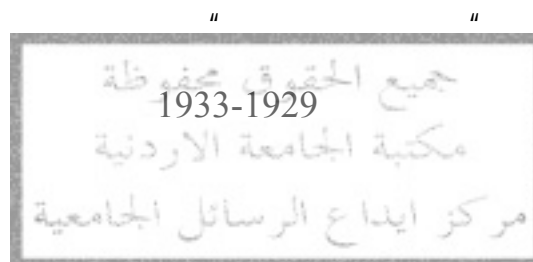 " "
جميع الحقوق محفوظة
1933-1929
مكتبة الجامعة الاردنية
مركز ايداع الرسائل الجامعية